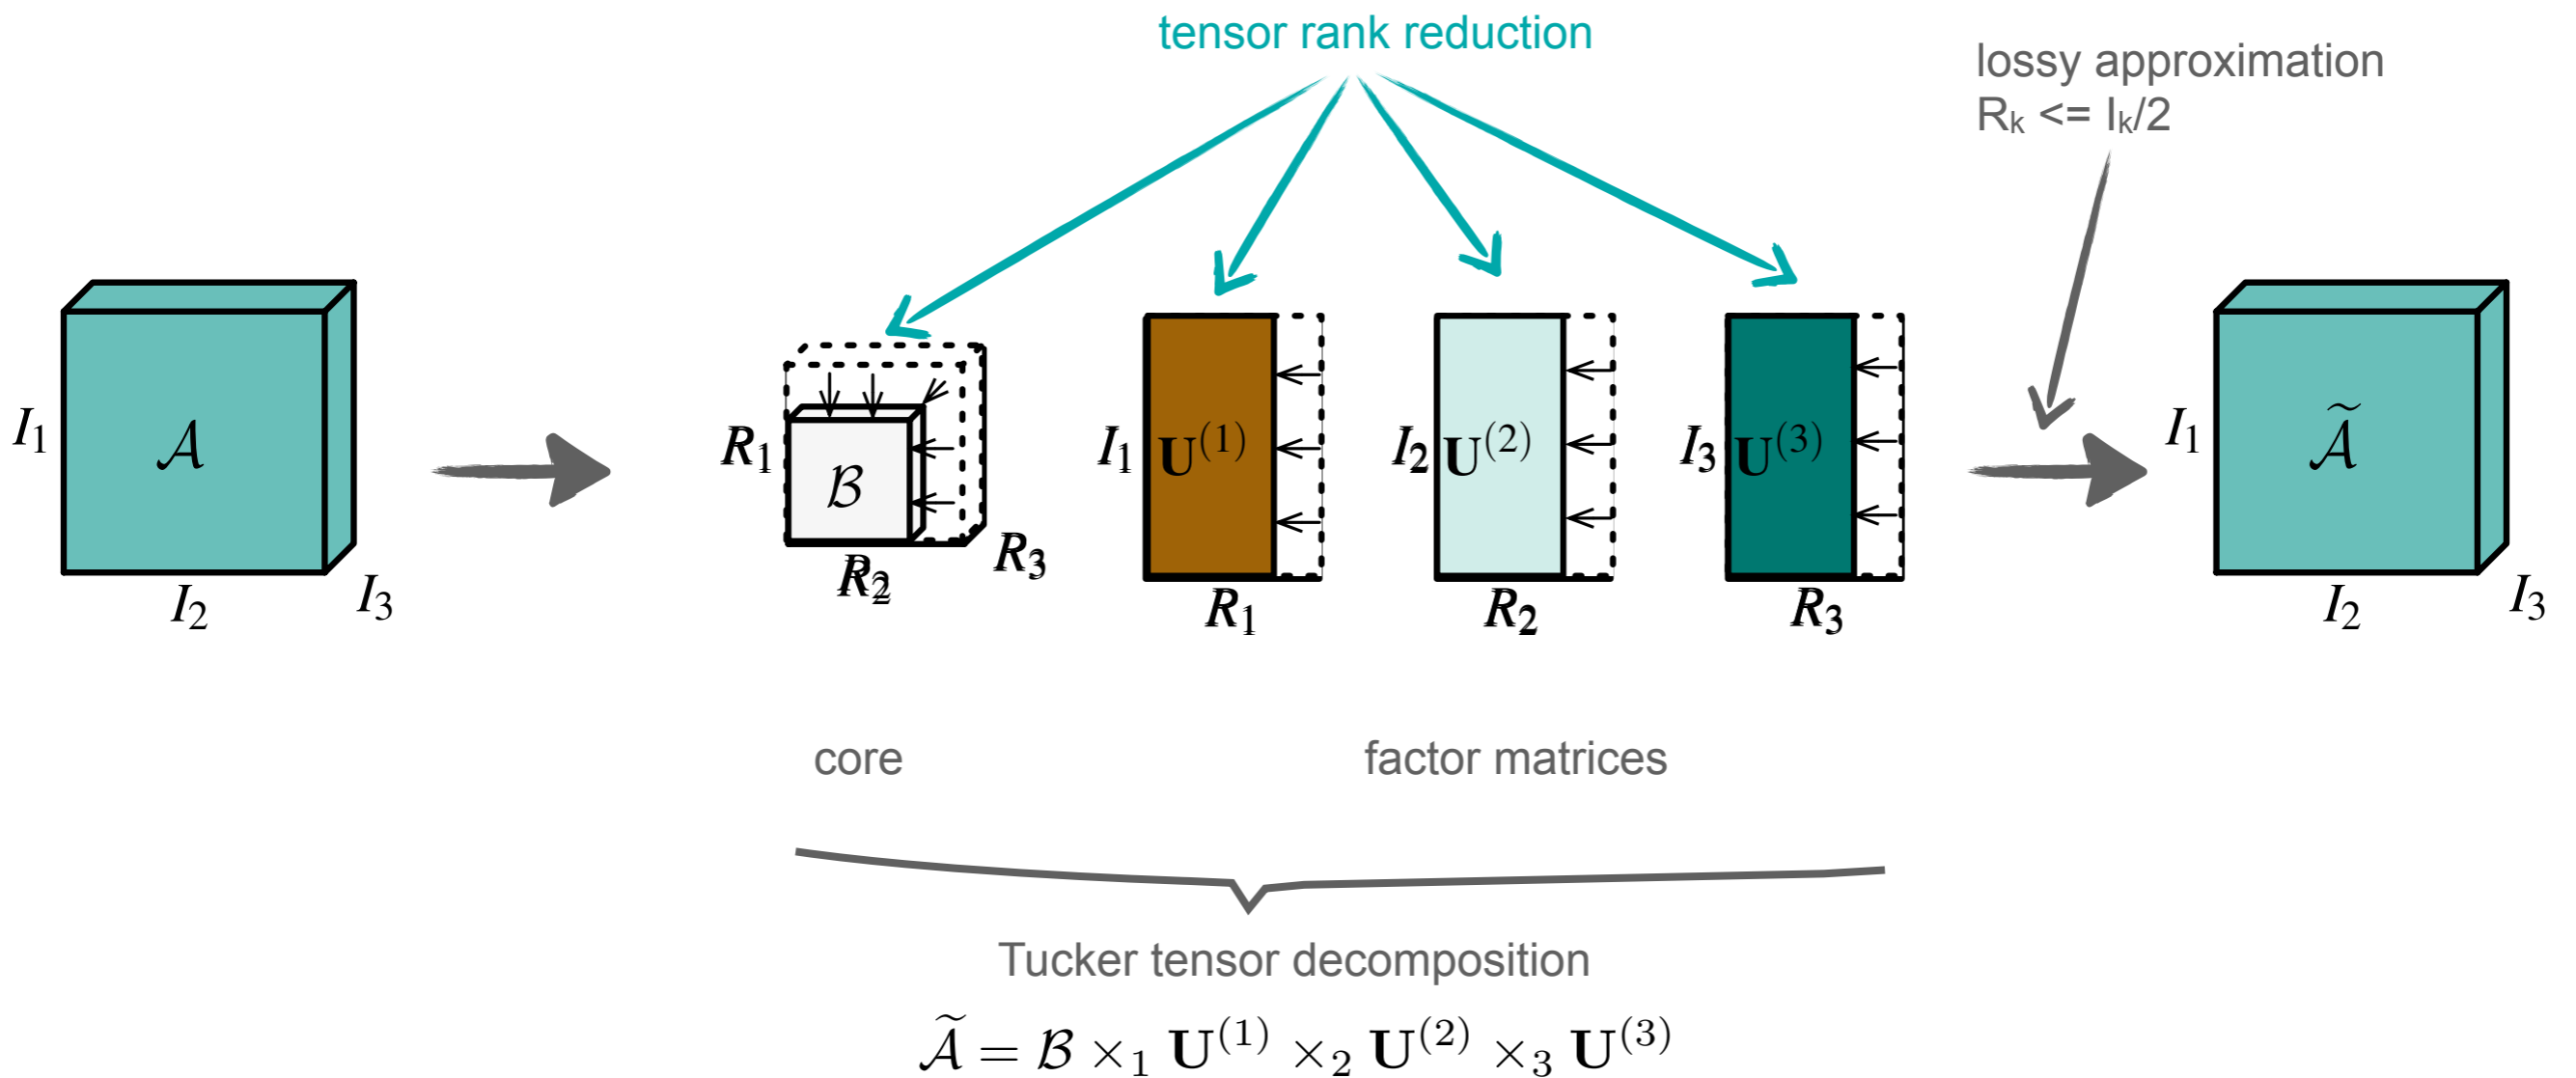 tensor rank reduction
lossy approximation
Rₖ <= Iₖ/2
I₁
𝒜
I₂
I₃
R₁
ℬ
R₂
R₃
I₁
U⁽¹⁾
R₁
I₂
U⁽²⁾
R₂
I₃
U⁽³⁾
R₃
I₁
𝒜̃
I₂
I₃
core
factor matrices
Tucker tensor decomposition
𝒜̃ = ℬ ×₁ U⁽¹⁾ ×₂ U⁽²⁾ ×₃ U⁽³⁾